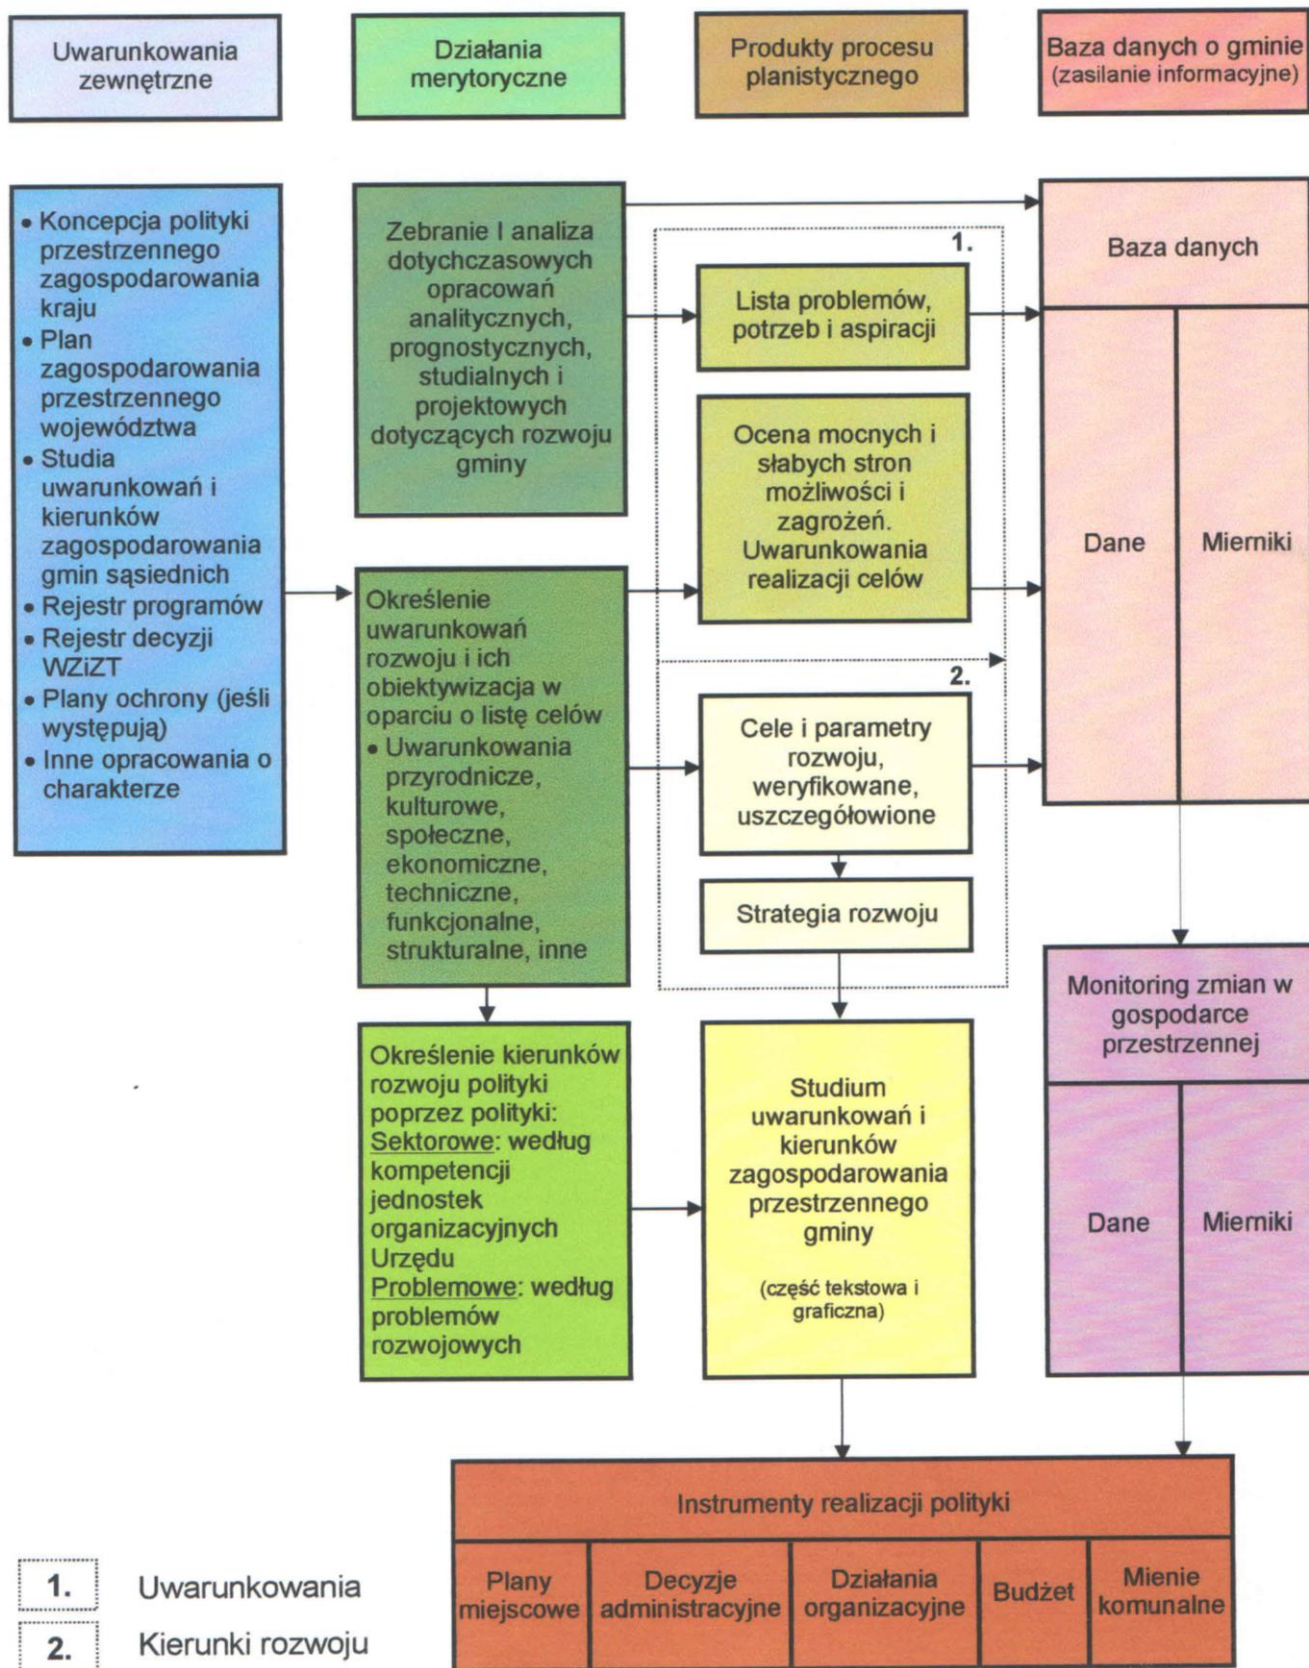 Uwarunkowania
zewnętrzne
Działania
merytoryczne
Produkty procesu
planistycznego
Baza danych o gminie
(zasilanie informacyjne)
• Koncepcja polityki
przestrzennego
zagospodarowania
kraju
• Plan
zagospodarowania
przestrzennego
województwa
• Studia
uwarunkowań i
kierunków
zagospodarowania
gmin sąsiednich
• Rejestr programów
• Rejestr decyzji
WZiZT
• Plany ochrony (jeśli
występują)
• Inne opracowania o
charakterze
Zebranie I analiza
dotychczasowych
opracowań
analitycznych,
prognostycznych,
studialnych i
projektowych
dotyczących rozwoju
gminy
Określenie
uwarunkowań
rozwoju i ich
obiektywizacja w
oparciu o listę celów
• Uwarunkowania
przyrodnicze,
kulturowe,
społeczne,
ekonomiczne,
techniczne,
funkcjonalne,
strukturalne, inne
Określenie kierunków
rozwoju polityki
poprzez polityki:
Sektorowe: według
kompetencji
jednostek
organizacyjnych
Urzędu
Problemowe: według
problemów
rozwojowych
1.
Lista problemów,
potrzeb i aspiracji
Ocena mocnych i
słabych stron
możliwości i
zagrożeń.
Uwarunkowania
realizacji celów
2.
Cele i parametry
rozwoju,
weryfikowane,
uszczegółowione
Strategia rozwoju
Studium
uwarunkowań i
kierunków
zagospodarowania
przestrzennego
gminy
(część tekstowa i
graficzna)
Baza danych
Dane
Mierniki
Monitoring zmian w
gospodarce
przestrzennej
Dane
Mierniki
Instrumenty realizacji polityki
Plany
miejscowe
Decyzje
administracyjne
Działania
organizacyjne
Budżet
Mienie
komunalne
1. Uwarunkowania
2. Kierunki rozwoju